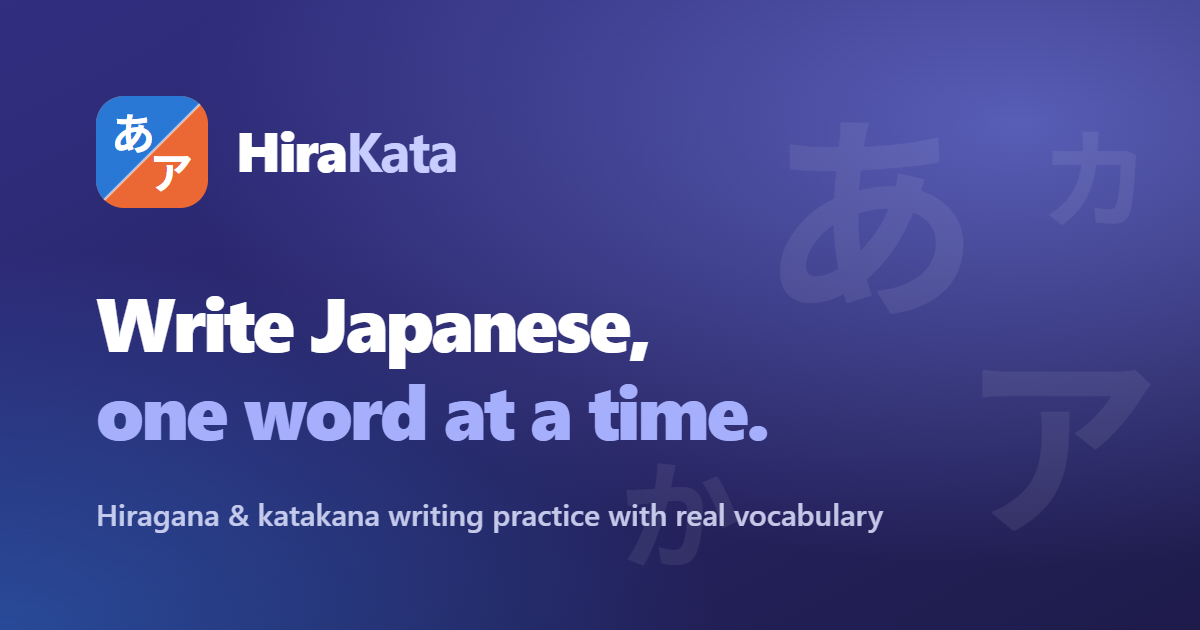 あ
ア
HiraKata
Write Japanese,
one word at a time.
Hiragana & katakana writing practice with real vocabulary
あ
カ
ア
か